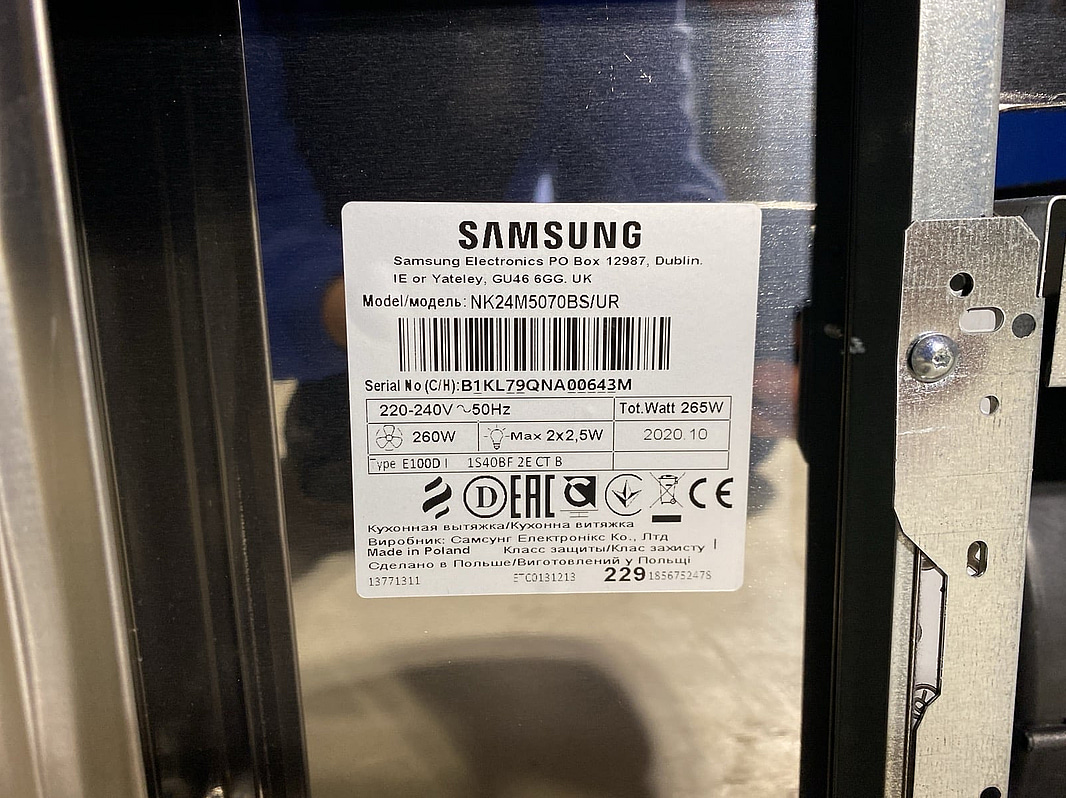 SAMSUNG
Samsung Electronics PO Box 12987, Dublin.
IE or Yateley, GU46 6GG. UK
Model/модель: NK24M5070BS/UR
Serial No (С/Н): B1KL79QNA00643M
220-240V ~50Hz Tot.Watt 265W
260W Max 2x2,5W 2020.10
Type E100D I 1S40BF 2E CT B
D EAC CE
Кухонная вытяжка/Кухонна витяжка
Виробник: Самсунг Електронікс Ко., Лтд
Made in Poland Класс защиты/Клас захисту I
Сделано в Польше/Виготовлений у Польщі
13771311 ETC0131213 229 1856752478